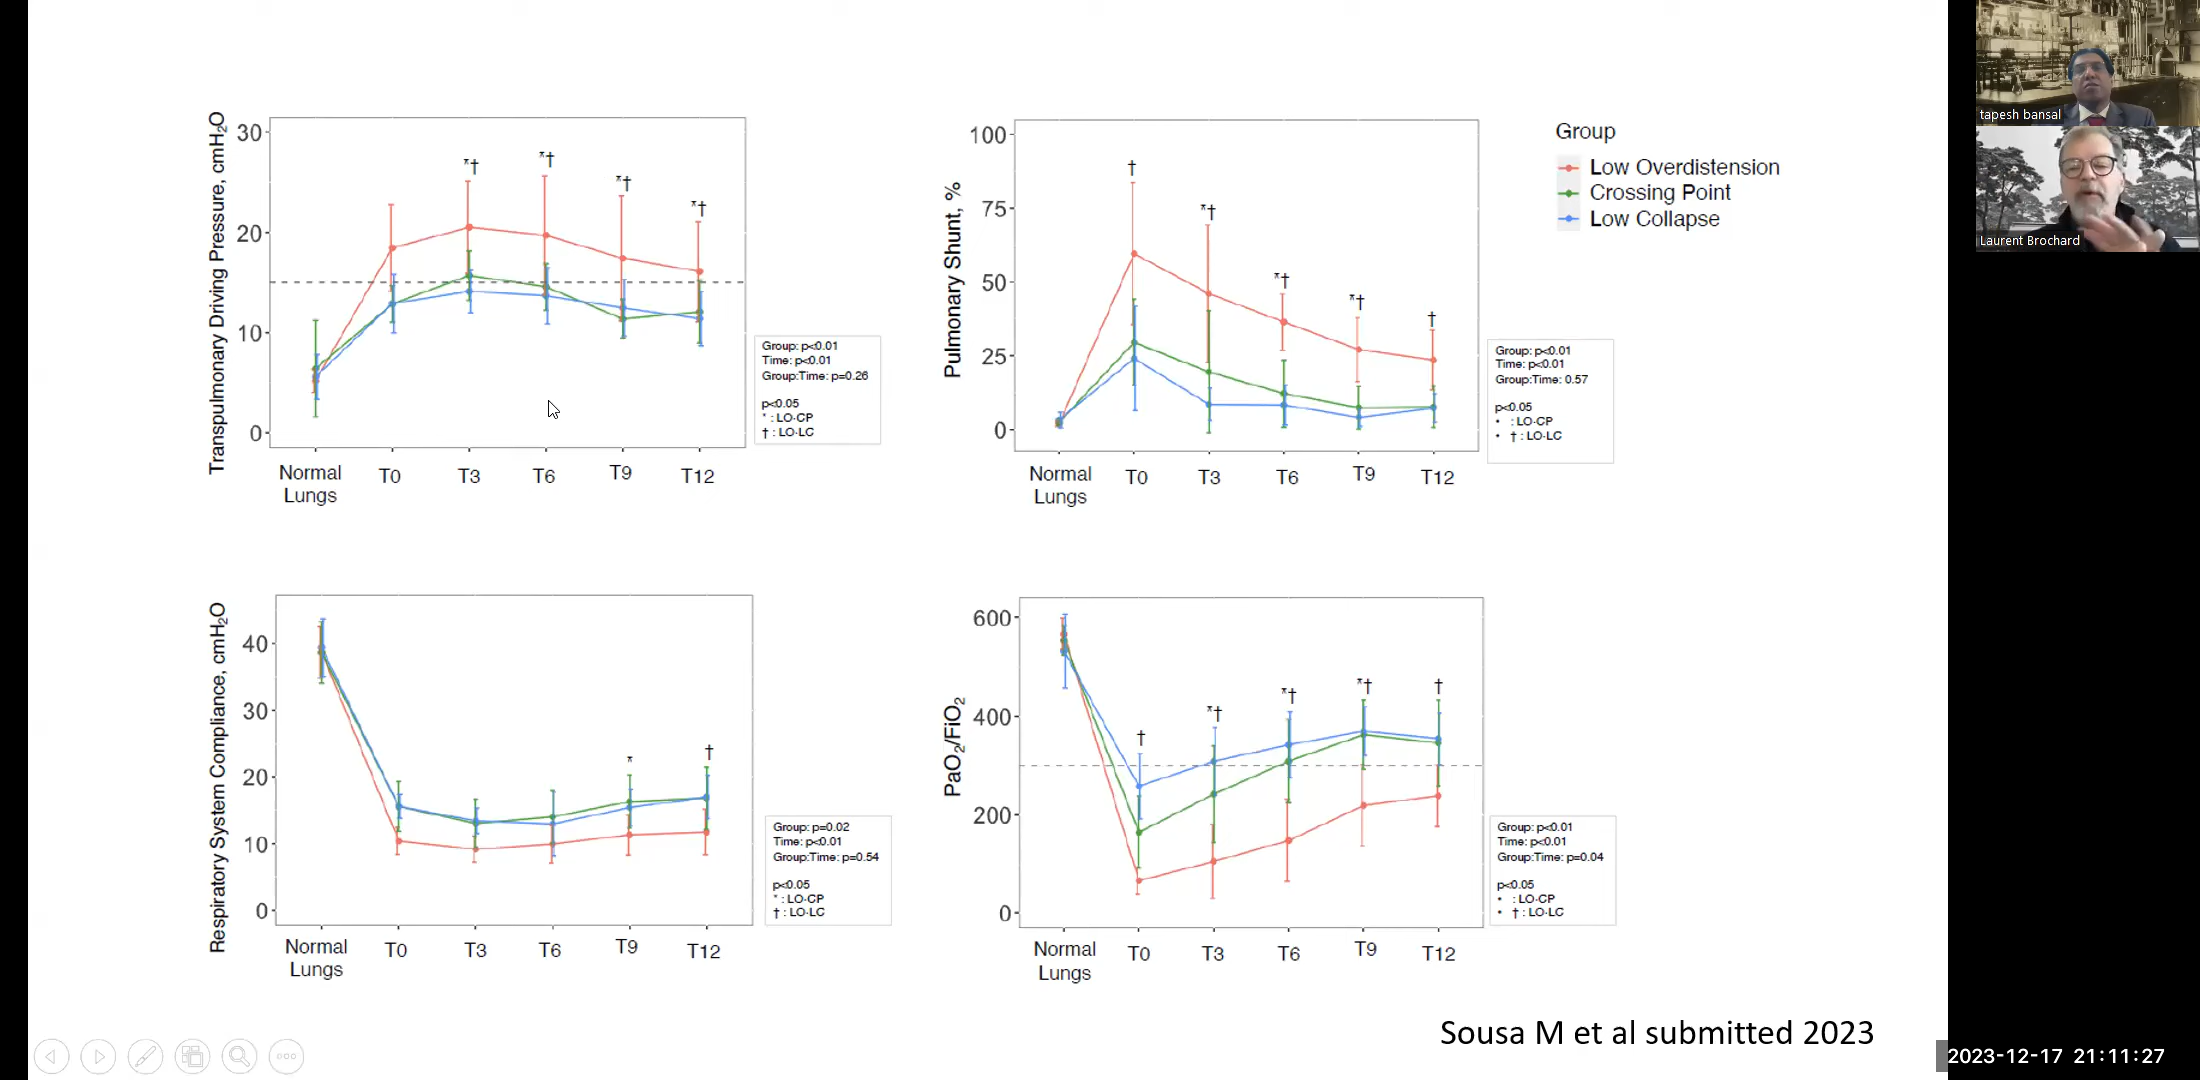 Transpulmonary Driving Pressure, cmH₂O
30
20
10
0
*†
*†
*†
*†
Normal
Lungs
T0
T3
T6
T9
T12
Group: p<0.01
Time: p<0.01
Group:Time: p=0.26
p<0.05
* : LO-CP
† : LO-LC
Pulmonary Shunt, %
100
75
50
25
0
†
*†
*†
*†
†
Normal
Lungs
T0
T3
T6
T9
T12
Group: p<0.01
Time: p<0.01
Group:Time: 0.57
p<0.05
• : LO-CP
• † : LO-LC
Group
Low Overdistension
Crossing Point
Low Collapse
tapesh bansal
Laurent Brochard
Respiratory System Compliance, cmH₂O
40
30
20
10
0
*
†
Normal
Lungs
T0
T3
T6
T9
T12
Group: p=0.02
Time: p<0.01
Group:Time: p=0.54
p<0.05
* : LO-CP
† : LO-LC
PaO₂/FiO₂
600
400
200
0
†
*†
*†
*†
†
Normal
Lungs
T0
T3
T6
T9
T12
Group: p<0.01
Time: p<0.01
Group:Time: p=0.04
p<0.05
• : LO-CP
• † : LO-LC
Sousa M et al submitted 2023
2023-12-17 21:11:27